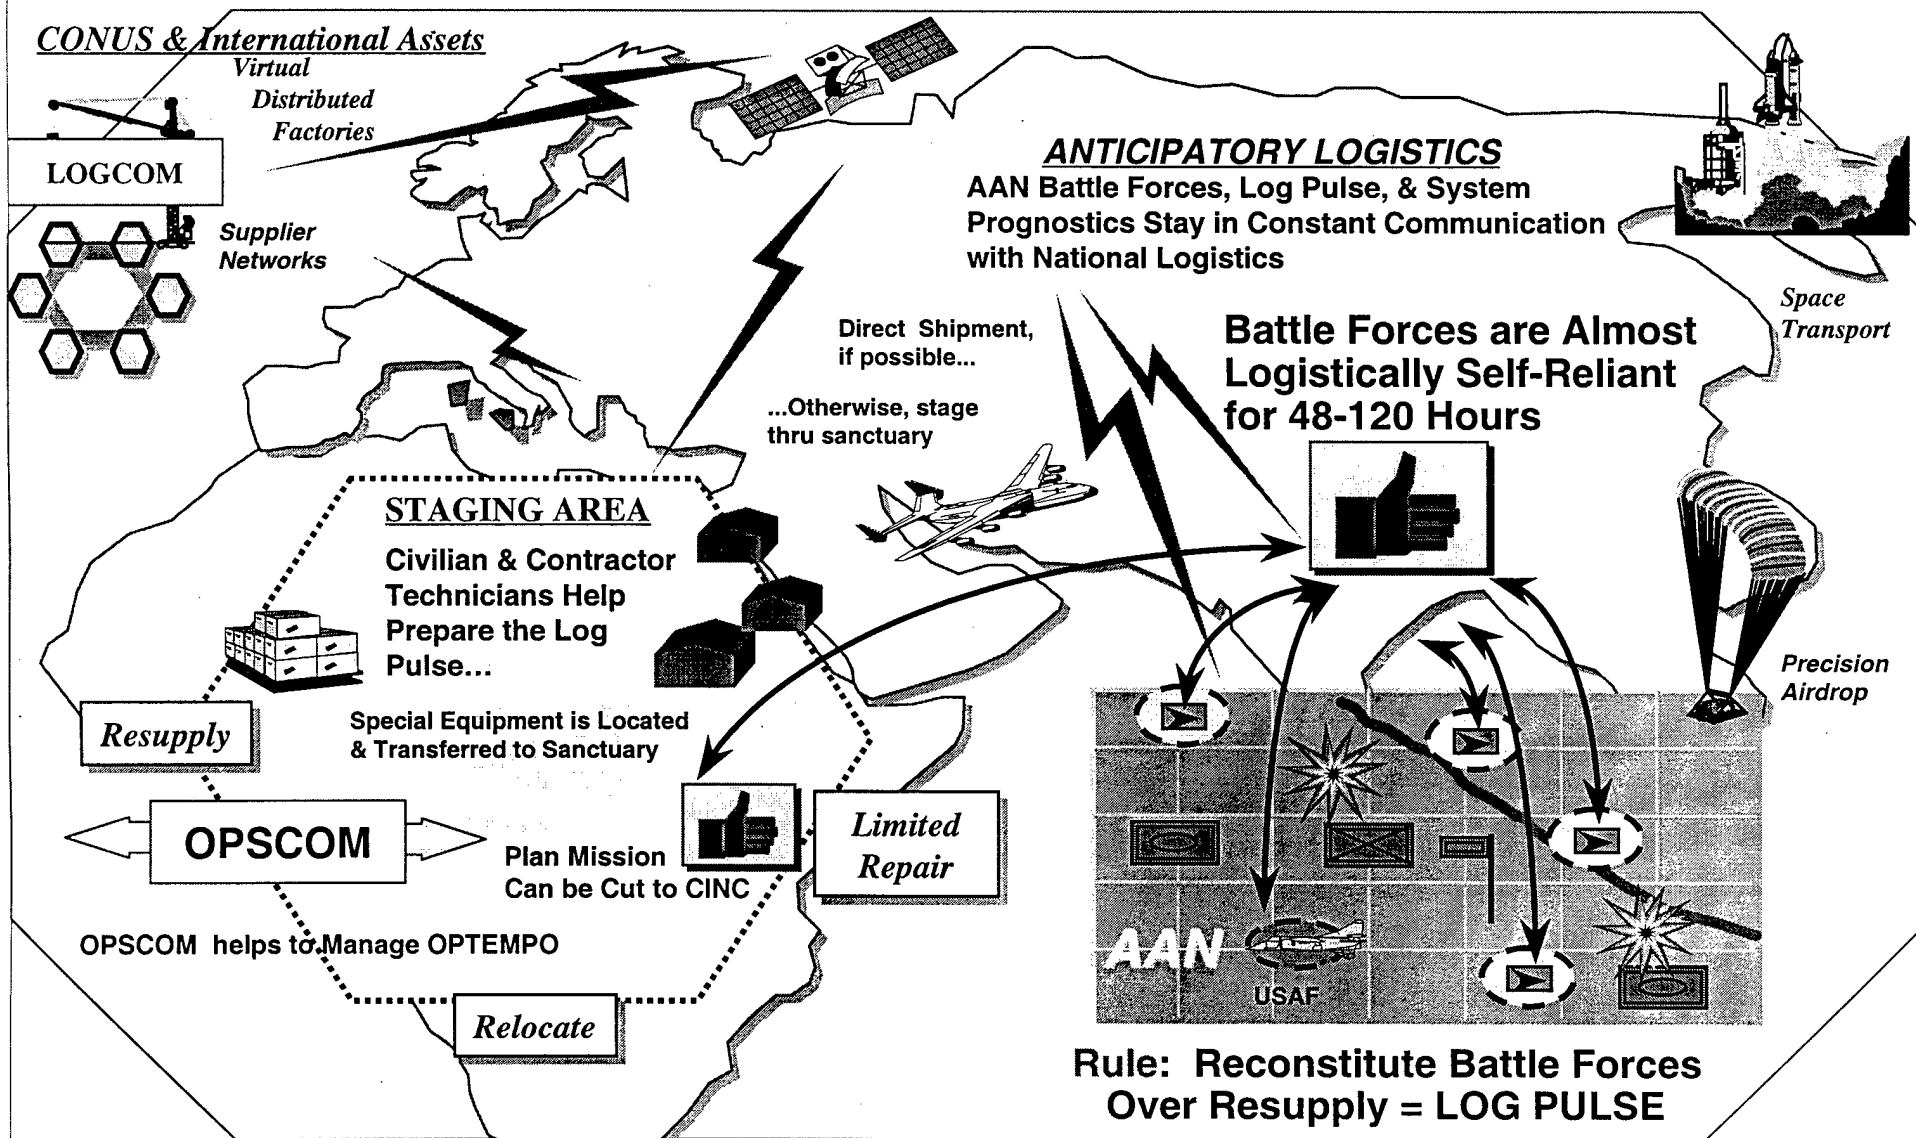 CONUS & International Assets
Virtual
Distributed
Factories
LOGCOM
Supplier
Networks
ANTICIPATORY LOGISTICS
AAN Battle Forces, Log Pulse, & System
Prognostics Stay in Constant Communication
with National Logistics
Space
Transport
Direct Shipment,
if possible...
...Otherwise, stage
thru sanctuary
Battle Forces are Almost
Logistically Self-Reliant
for 48-120 Hours
STAGING AREA
Civilian & Contractor
Technicians Help
Prepare the Log
Pulse...
Precision
Airdrop
Resupply
Special Equipment is Located
& Transferred to Sanctuary
OPSCOM
Plan Mission
Can be Cut to CINC
Limited
Repair
OPSCOM helps to Manage OPTEMPO
AAN
USAF
Relocate
Rule: Reconstitute Battle Forces
Over Resupply = LOG PULSE